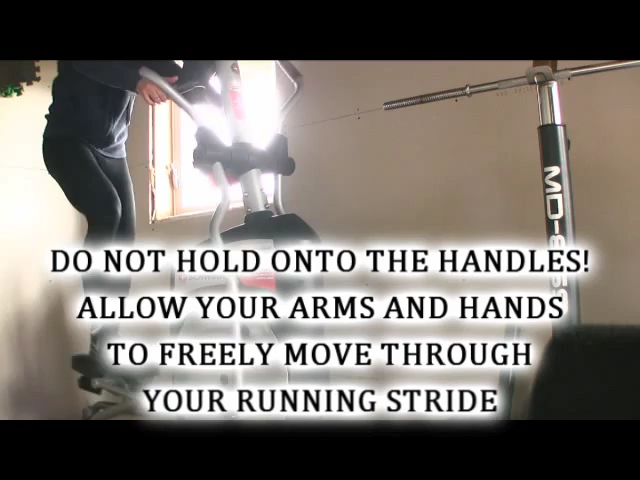 DO NOT HOLD ONTO THE HANDLES!
ALLOW YOUR ARMS AND HANDS
TO FREELY MOVE THROUGH
YOUR RUNNING STRIDE